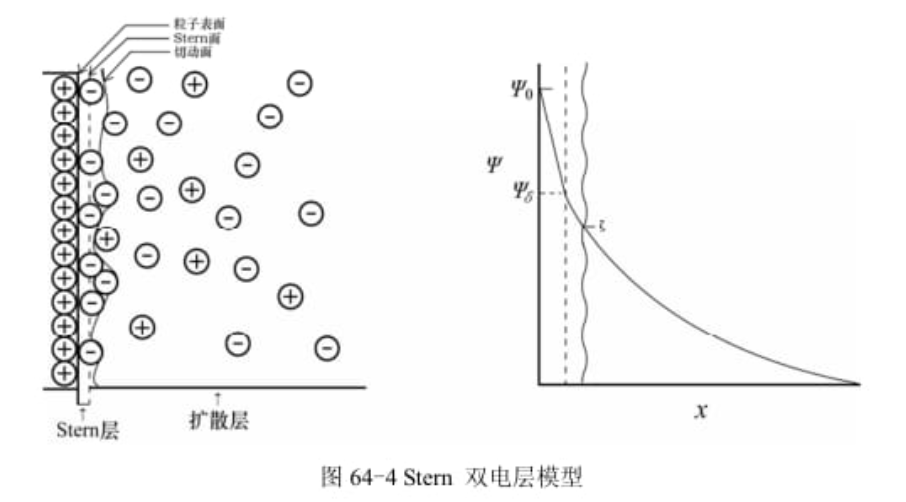 粒子表面
Stern面
切动面
Stern层
扩散层
Ψ0
Ψ
Ψδ
ζ
x
图 64-4 Stern 双电层模型